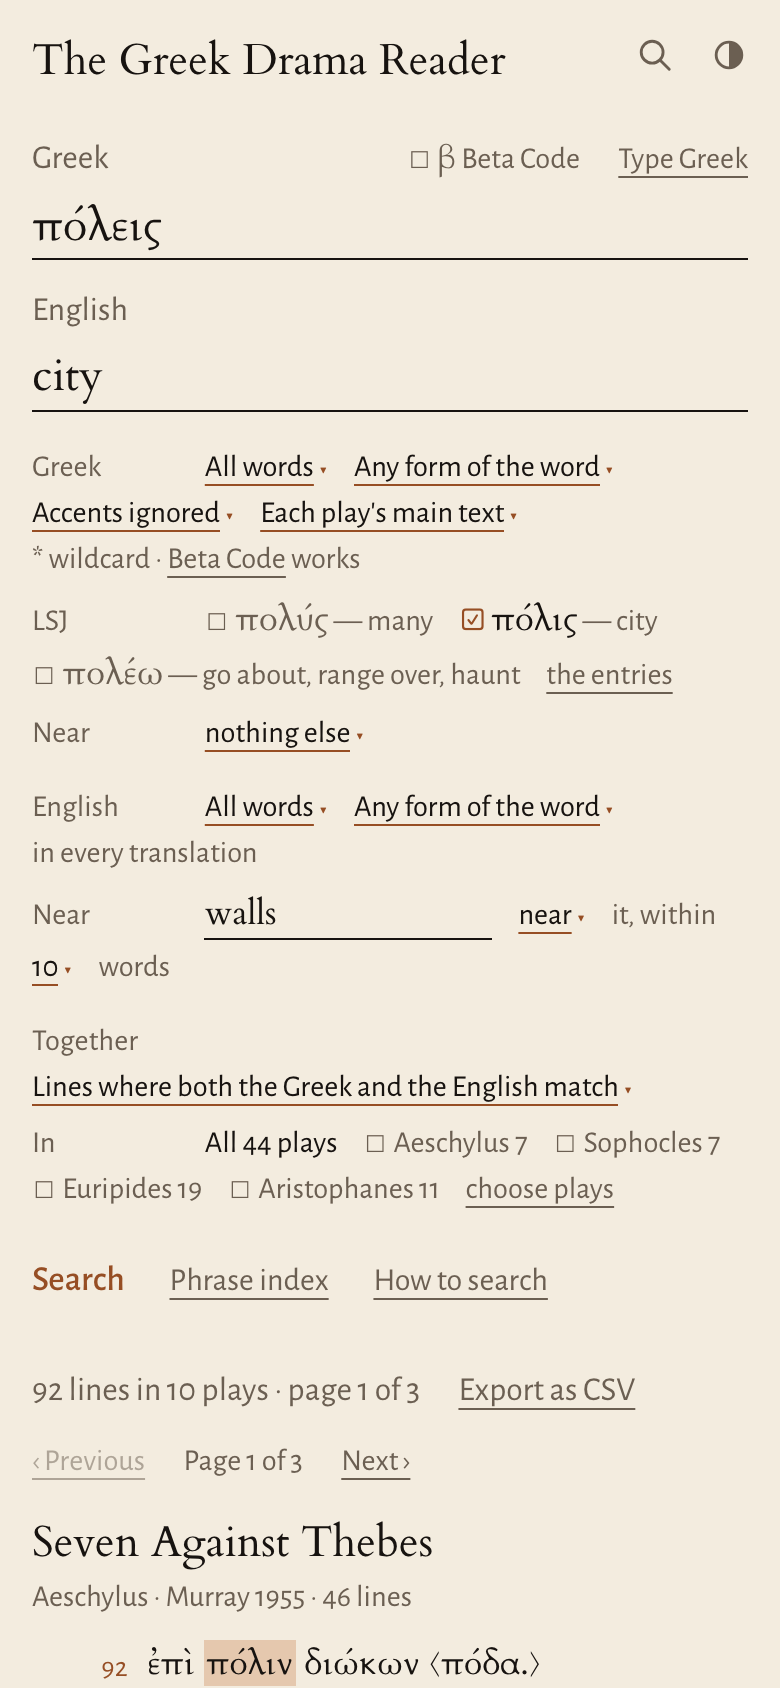 The Greek Drama Reader
Greek β Beta Code Type Greek
πόλεις
English
city
Greek All words Any form of the word
Accents ignored Each play's main text
* wildcard · Beta Code works
LSJ πολύς — many πόλις — city
πολέω — go about, range over, haunt the entries
Near nothing else
English All words Any form of the word
in every translation
Near walls near it, within
10 words
Together
Lines where both the Greek and the English match
In All 44 plays Aeschylus 7 Sophocles 7
Euripides 19 Aristophanes 11 choose plays
Search Phrase index How to search
92 lines in 10 plays · page 1 of 3 Export as CSV
‹ Previous Page 1 of 3 Next ›
Seven Against Thebes
Aeschylus · Murray 1955 · 46 lines
92 ἐπὶ πόλιν διώκων 〈πόδα.〉